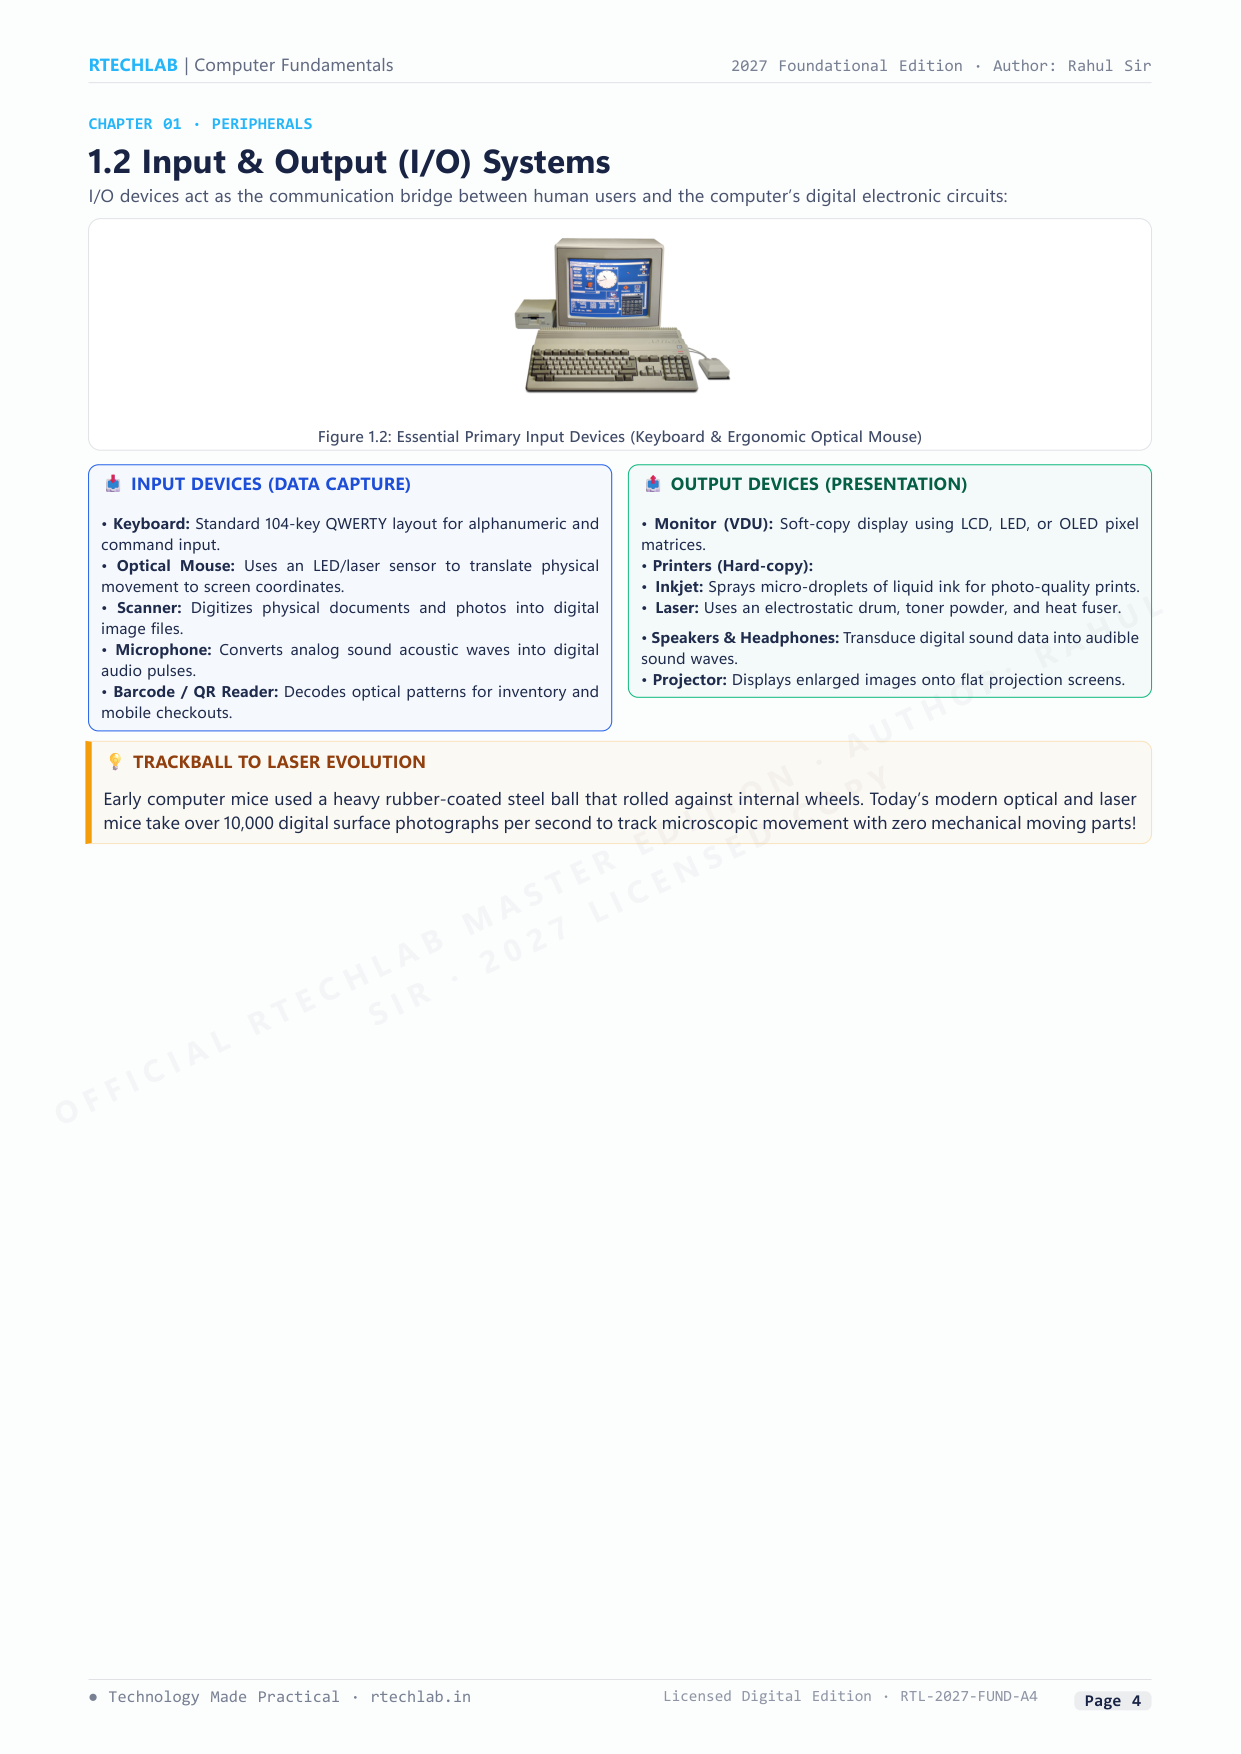 RTECHLAB | Computer Fundamentals
2027 Foundational Edition · Author: Rahul Sir
CHAPTER 01 · PERIPHERALS
1.2 Input & Output (I/O) Systems
I/O devices act as the communication bridge between human users and the computer's digital electronic circuits:
Figure 1.2: Essential Primary Input Devices (Keyboard & Ergonomic Optical Mouse)
📥 INPUT DEVICES (DATA CAPTURE)
• Keyboard: Standard 104-key QWERTY layout for alphanumeric and
command input.
• Optical Mouse: Uses an LED/laser sensor to translate physical
movement to screen coordinates.
• Scanner: Digitizes physical documents and photos into digital
image files.
• Microphone: Converts analog sound acoustic waves into digital
audio pulses.
• Barcode / QR Reader: Decodes optical patterns for inventory and
mobile checkouts.
📤 OUTPUT DEVICES (PRESENTATION)
• Monitor (VDU): Soft-copy display using LCD, LED, or OLED pixel
matrices.
• Printers (Hard-copy):
• Inkjet: Sprays micro-droplets of liquid ink for photo-quality prints.
• Laser: Uses an electrostatic drum, toner powder, and heat fuser.
• Speakers & Headphones: Transduce digital sound data into audible
sound waves.
• Projector: Displays enlarged images onto flat projection screens.
💡 TRACKBALL TO LASER EVOLUTION
Early computer mice used a heavy rubber-coated steel ball that rolled against internal wheels. Today's modern optical and laser
mice take over 10,000 digital surface photographs per second to track microscopic movement with zero mechanical moving parts!
OFFICIAL RTECHLAB MASTER EDITION · AUTHOR: RAHUL
SIR · 2027 LICENSED COPY
● Technology Made Practical · rtechlab.in
Licensed Digital Edition · RTL-2027-FUND-A4
Page 4